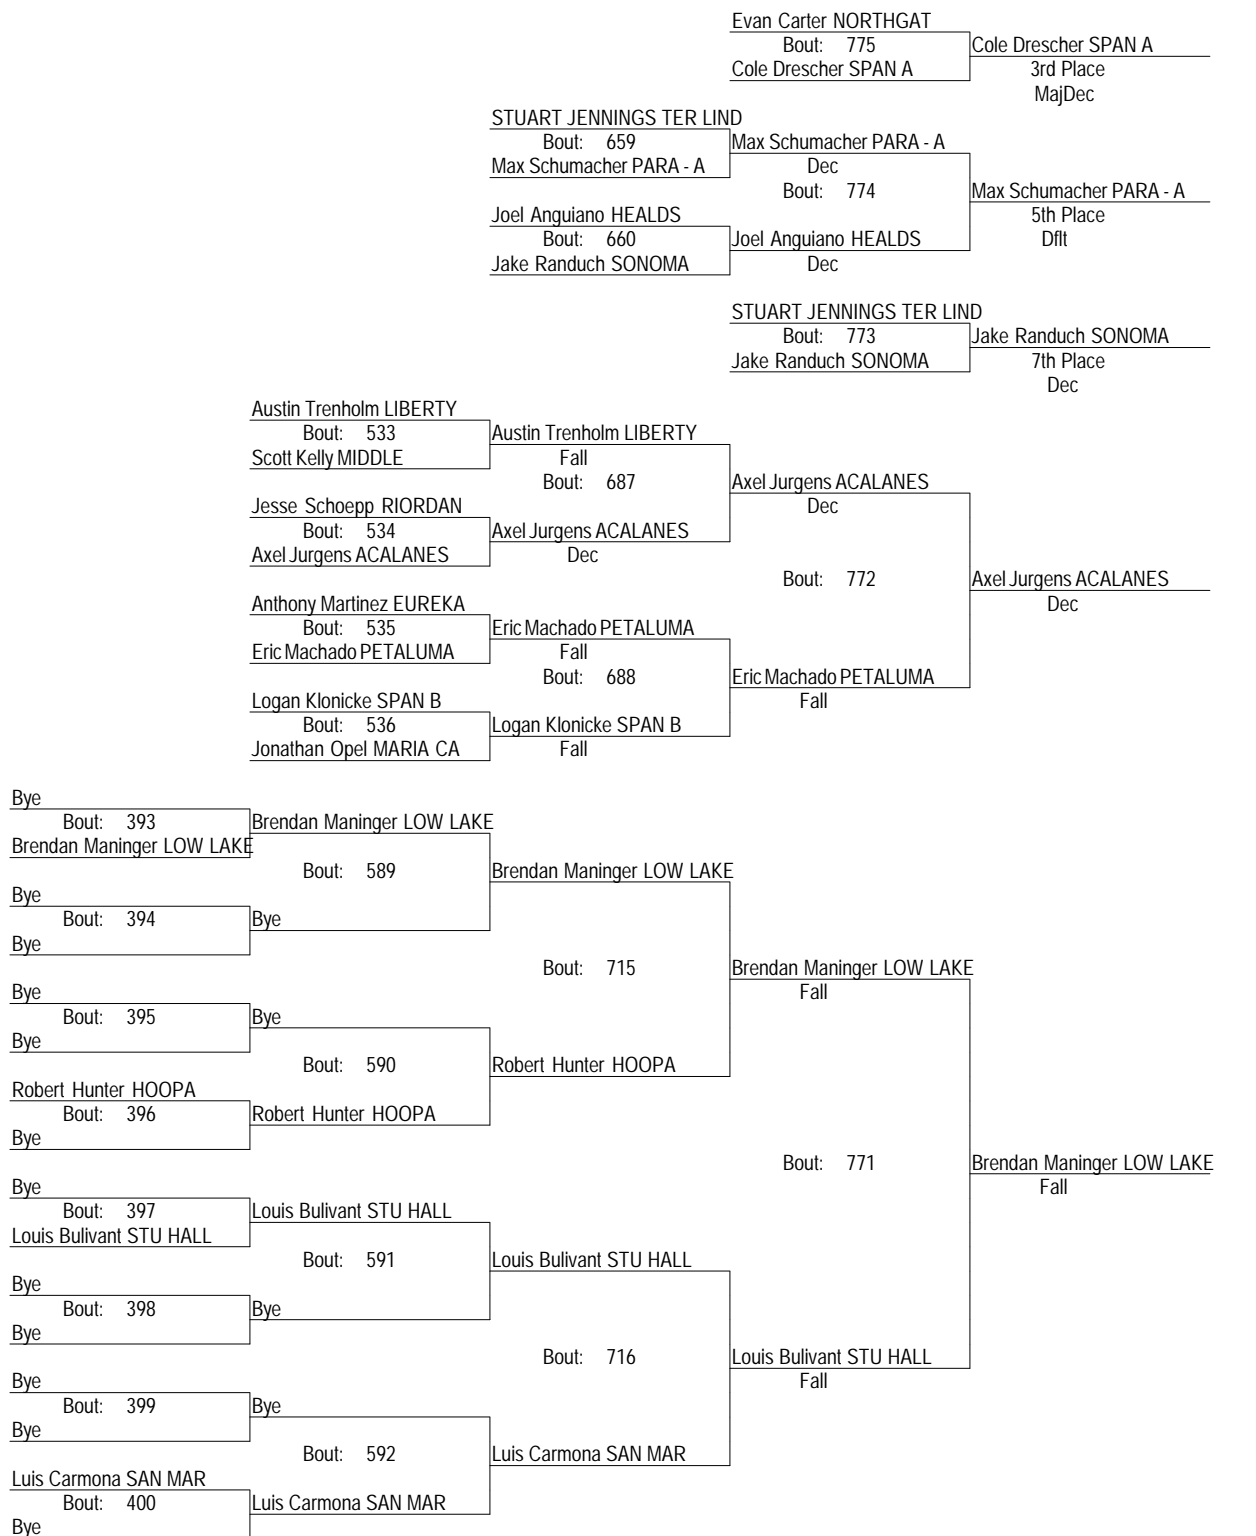 Evan Carter NORTHGAT
Bout: 775
Cole Drescher SPAN A
Cole Drescher SPAN A
3rd Place
MajDec
STUART JENNINGS TER LIND
Bout: 659
Max Schumacher PARA - A
Max Schumacher PARA - A
Dec
Bout: 774
Max Schumacher PARA - A
5th Place
Dflt
Joel Anguiano HEALDS
Bout: 660
Jake Randuch SONOMA
Joel Anguiano HEALDS
Dec
STUART JENNINGS TER LIND
Bout: 773
Jake Randuch SONOMA
Jake Randuch SONOMA
7th Place
Dec
Austin Trenholm LIBERTY
Bout: 533
Scott Kelly MIDDLE
Austin Trenholm LIBERTY
Fall
Bout: 687
Axel Jurgens ACALANES
Dec
Jesse Schoepp RIORDAN
Bout: 534
Axel Jurgens ACALANES
Axel Jurgens ACALANES
Dec
Bout: 772
Axel Jurgens ACALANES
Dec
Anthony Martinez EUREKA
Bout: 535
Eric Machado PETALUMA
Eric Machado PETALUMA
Fall
Bout: 688
Eric Machado PETALUMA
Fall
Logan Klonicke SPAN B
Bout: 536
Jonathan Opel MARIA CA
Logan Klonicke SPAN B
Fall
Bye
Bout: 393
Brendan Maninger LOW LAKE
Brendan Maninger LOW LAKE
Bout: 589
Brendan Maninger LOW LAKE
Bye
Bout: 394
Bye
Bye
Bout: 715
Brendan Maninger LOW LAKE
Fall
Bye
Bout: 395
Bye
Bye
Bout: 590
Robert Hunter HOOPA
Robert Hunter HOOPA
Bout: 396
Bye
Robert Hunter HOOPA
Bout: 771
Brendan Maninger LOW LAKE
Fall
Bye
Bout: 397
Louis Bulivant STU HALL
Louis Bulivant STU HALL
Bout: 591
Louis Bulivant STU HALL
Bye
Bout: 398
Bye
Bye
Bout: 716
Louis Bulivant STU HALL
Fall
Bye
Bout: 399
Bye
Bye
Bout: 592
Luis Carmona SAN MAR
Luis Carmona SAN MAR
Bout: 400
Bye
Luis Carmona SAN MAR